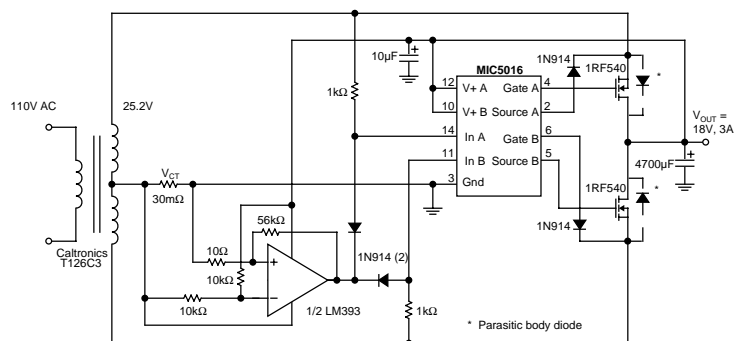 110V AC
25.2V
Caltronics
T126C3
V_CT
30mΩ
10Ω
10kΩ
10kΩ
56kΩ
+
−
1/2 LM393
1kΩ
1N914 (2)
1kΩ
10µF
+
MIC5016
12 V+ A Gate A 4
10 V+ B Source A 2
14 In A Gate B 6
11 In B Source B 5
3 Gnd
1N914
1RF540
*
1N914
1RF540
*
V_OUT =
18V, 3A
4700µF
+
* Parasitic body diode